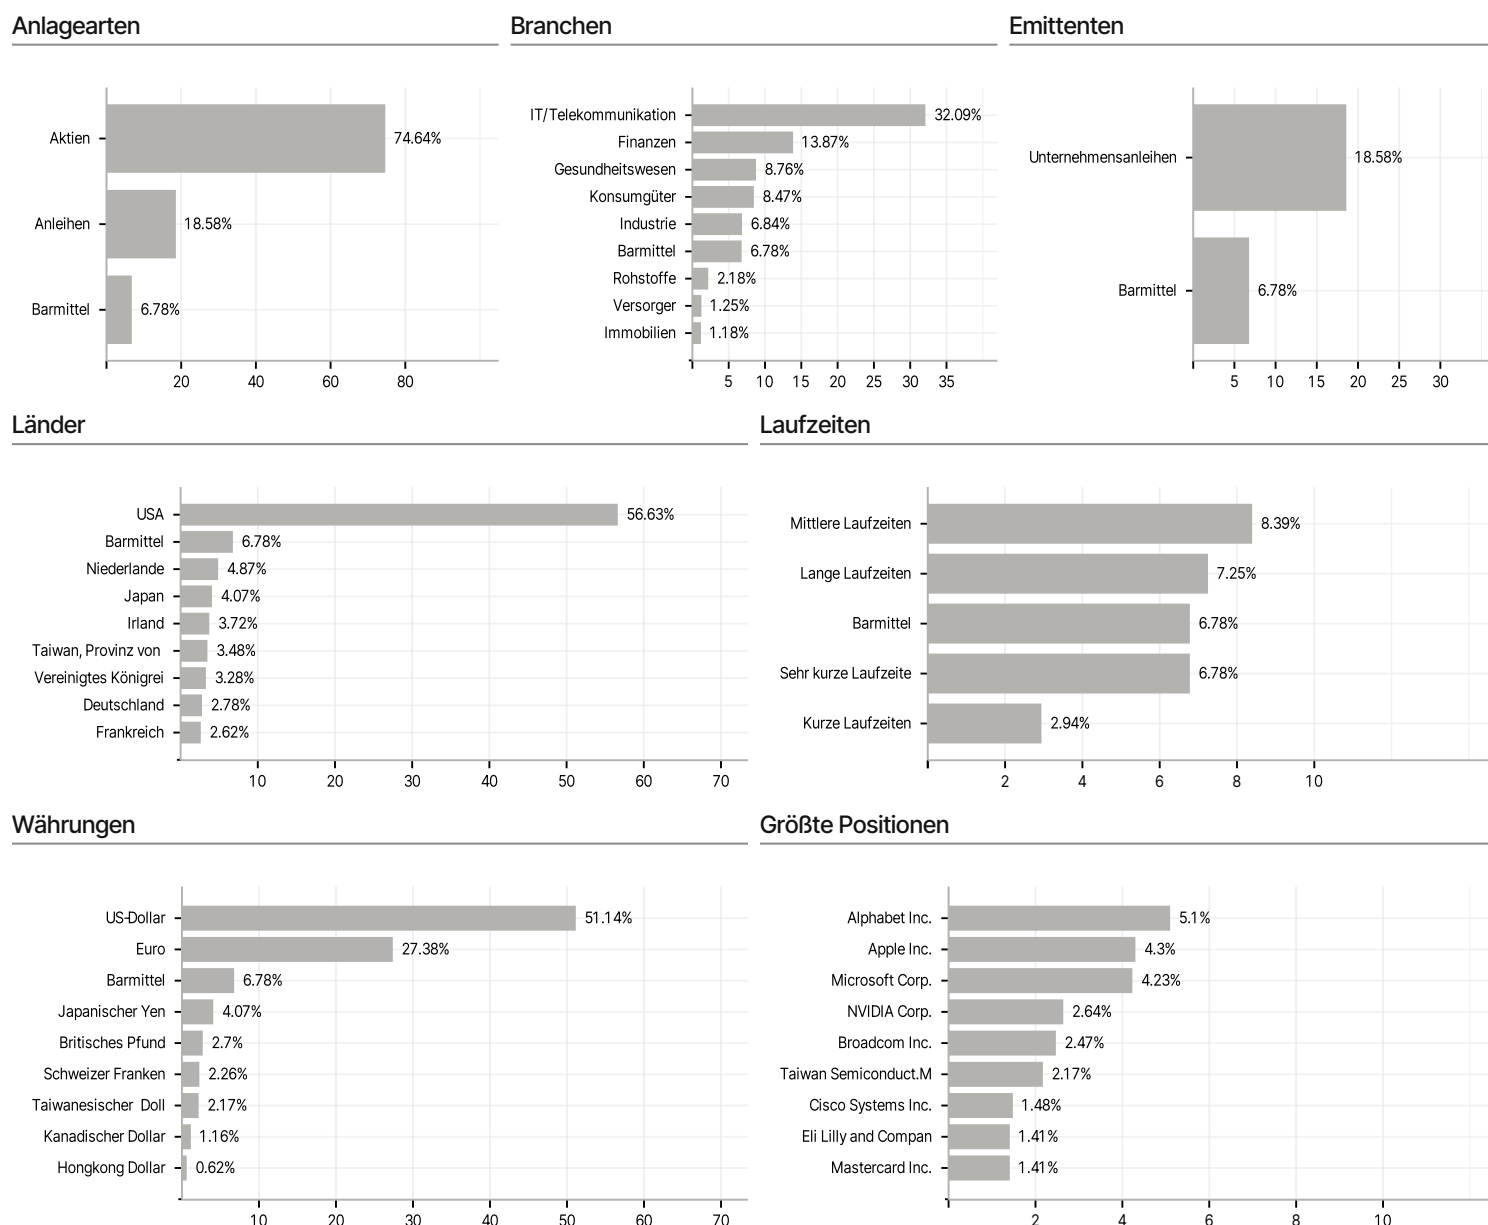 Anlagearten
Aktien 74.64%
Anleihen 18.58%
Barmittel 6.78%
20 40 60 80
Branchen
IT/Telekommunikation 32.09%
Finanzen 13.87%
Gesundheitswesen 8.76%
Konsumgüter 8.47%
Industrie 6.84%
Barmittel 6.78%
Rohstoffe 2.18%
Versorger 1.25%
Immobilien 1.18%
5 10 15 20 25 30 35
Emittenten
Unternehmensanleihen 18.58%
Barmittel 6.78%
5 10 15 20 25 30
Länder
USA 56.63%
Barmittel 6.78%
Niederlande 4.87%
Japan 4.07%
Irland 3.72%
Taiwan, Provinz von 3.48%
Vereinigtes Königrei 3.28%
Deutschland 2.78%
Frankreich 2.62%
10 20 30 40 50 60 70
Laufzeiten
Mittlere Laufzeiten 8.39%
Lange Laufzeiten 7.25%
Barmittel 6.78%
Sehr kurze Laufzeite 6.78%
Kurze Laufzeiten 2.94%
2 4 6 8 10
Währungen
US-Dollar 51.14%
Euro 27.38%
Barmittel 6.78%
Japanischer Yen 4.07%
Britisches Pfund 2.7%
Schweizer Franken 2.26%
Taiwanesischer Doll 2.17%
Kanadischer Dollar 1.16%
Hongkong Dollar 0.62%
10 20 30 40 50 60 70
Größte Positionen
Alphabet Inc. 5.1%
Apple Inc. 4.3%
Microsoft Corp. 4.23%
NVIDIA Corp. 2.64%
Broadcom Inc. 2.47%
Taiwan Semiconduct.M 2.17%
Cisco Systems Inc. 1.48%
Eli Lilly and Compan 1.41%
Mastercard Inc. 1.41%
2 4 6 8 10